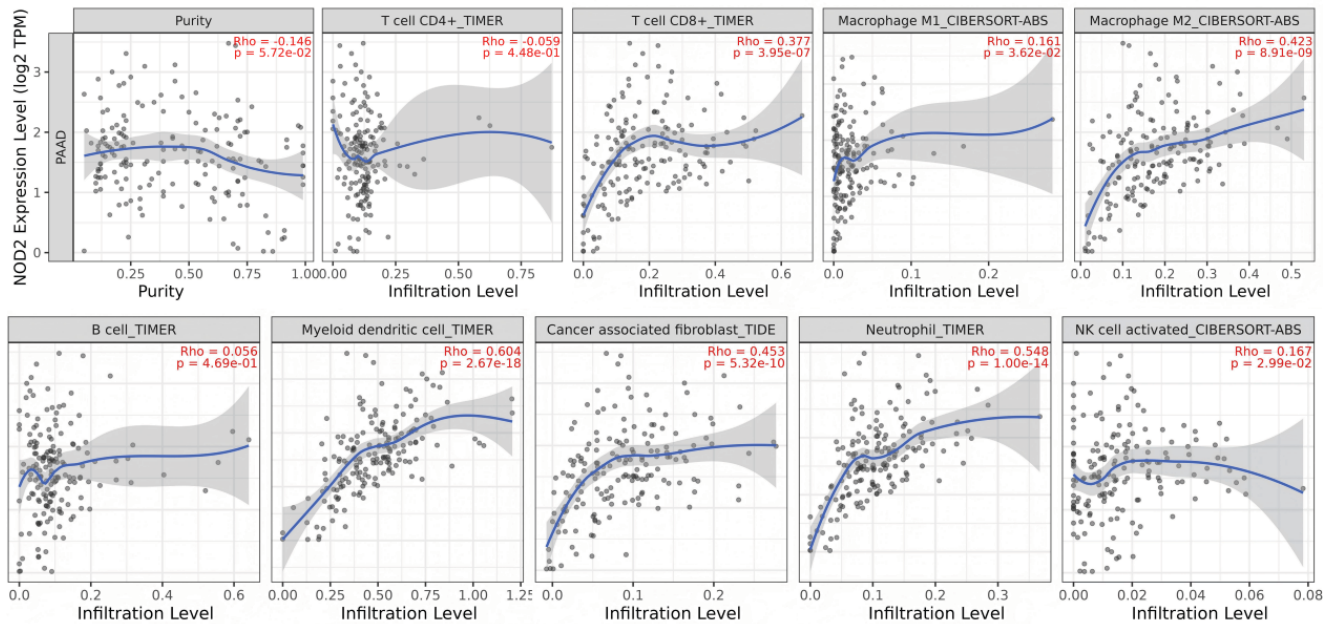 Purity
T cell CD4+_TIMER
T cell CD8+_TIMER
Macrophage M1_CIBERSORT-ABS
Macrophage M2_CIBERSORT-ABS
Rho = -0.146
p = 5.72e-02
Rho = -0.059
p = 4.48e-01
Rho = 0.377
p = 3.95e-07
Rho = 0.161
p = 3.62e-02
Rho = 0.423
p = 8.91e-09
NOD2 Expression Level (log2 TPM)
PAAD
3
2
1
0
0.25 0.50 0.75 1.00
0.00 0.25 0.50 0.75
0.0 0.2 0.4 0.6
0.0 0.1 0.2
0.0 0.1 0.2 0.3 0.4 0.5
Purity
Infiltration Level
Infiltration Level
Infiltration Level
Infiltration Level
B cell_TIMER
Myeloid dendritic cell_TIMER
Cancer associated fibroblast_TIDE
Neutrophil_TIMER
NK cell activated_CIBERSORT-ABS
Rho = 0.056
p = 4.69e-01
Rho = 0.604
p = 2.67e-18
Rho = 0.453
p = 5.32e-10
Rho = 0.548
p = 1.00e-14
Rho = 0.167
p = 2.99e-02
0.0 0.2 0.4 0.6
0.00 0.25 0.50 0.75 1.00 1.25
0.0 0.1 0.2
0.0 0.1 0.2 0.3
0.00 0.02 0.04 0.06 0.08
Infiltration Level
Infiltration Level
Infiltration Level
Infiltration Level
Infiltration Level